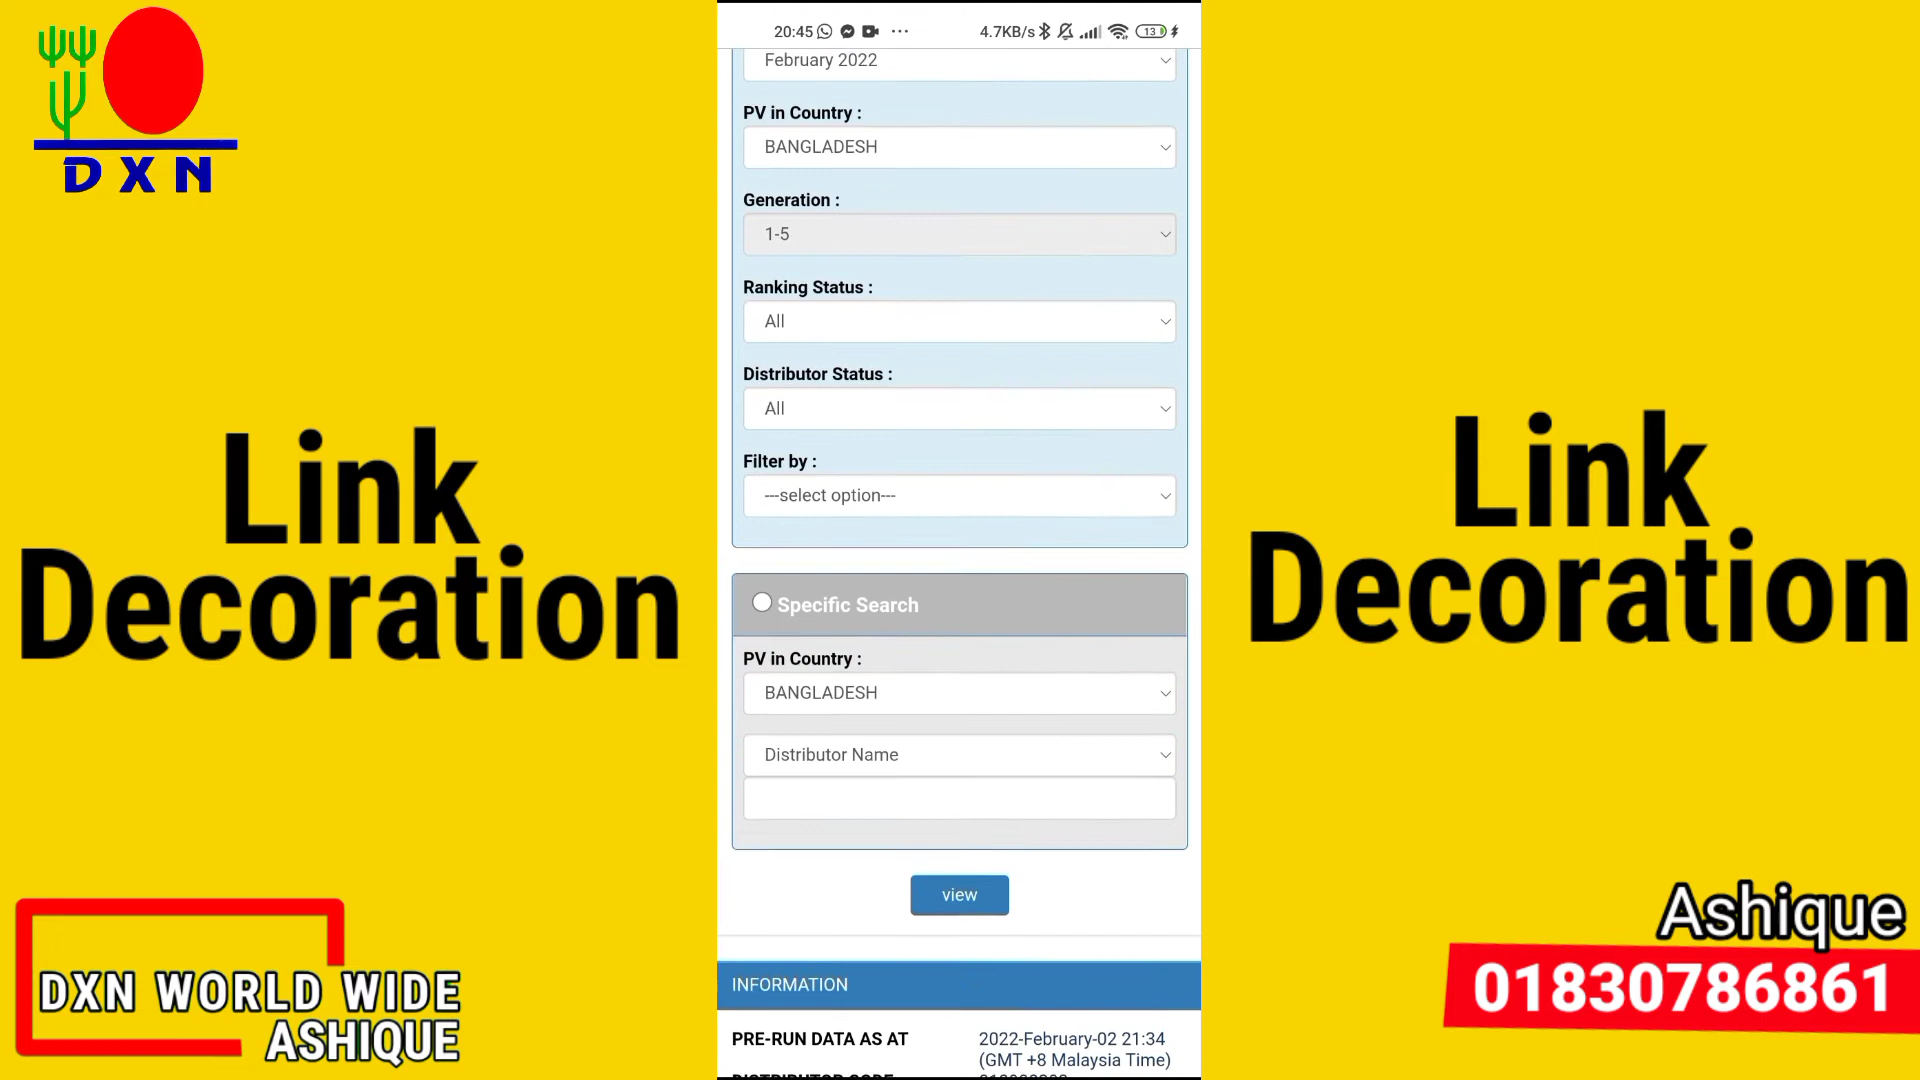 DXN
Link
Decoration
DXN WORLD WIDE
ASHIQUE
20:45
4.7KB/s
13
February 2022
PV in Country :
BANGLADESH
Generation :
1-5
Ranking Status :
All
Distributor Status :
All
Filter by :
---select option---
Specific Search
PV in Country :
BANGLADESH
Distributor Name
view
INFORMATION
PRE-RUN DATA AS AT
2022-February-02 21:34
(GMT +8 Malaysia Time)
DISTRIBUTOR CODE
Link
Decoration
Ashique
01830786861